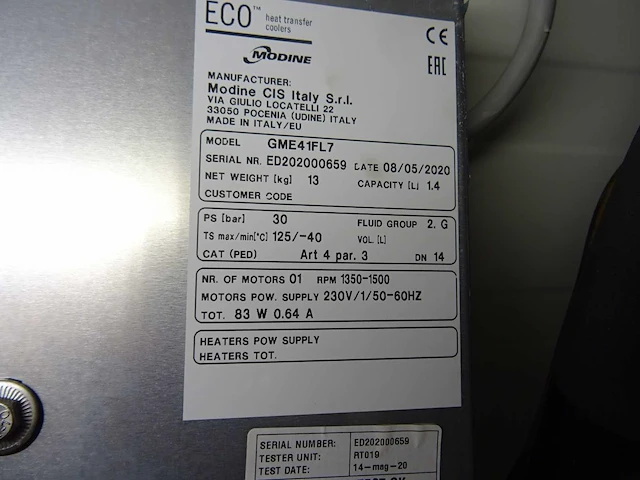 ECO™ heat transfer coolers
CE
MODINE
EAC
MANUFACTURER:
Modine CIS Italy S.r.l.
VIA GIULIO LOCATELLI 22
33050 POCENIA (UDINE) ITALY
MADE IN ITALY/EU
MODEL GME41FL7
SERIAL NR. ED202000659 DATE 08/05/2020
NET WEIGHT [kg] 13 CAPACITY [L] 1.4
CUSTOMER CODE
PS [bar] 30 FLUID GROUP 2. G
TS max/min[°C] 125/-40 VOL. [L]
CAT (PED) Art 4 par. 3 DN 14
NR. OF MOTORS 01 RPM 1350-1500
MOTORS POW. SUPPLY 230V/1/50-60HZ
TOT. 83 W 0.64 A
HEATERS POW SUPPLY
HEATERS TOT.
SERIAL NUMBER: ED202000659
TESTER UNIT: RT019
TEST DATE: 14-mag-20